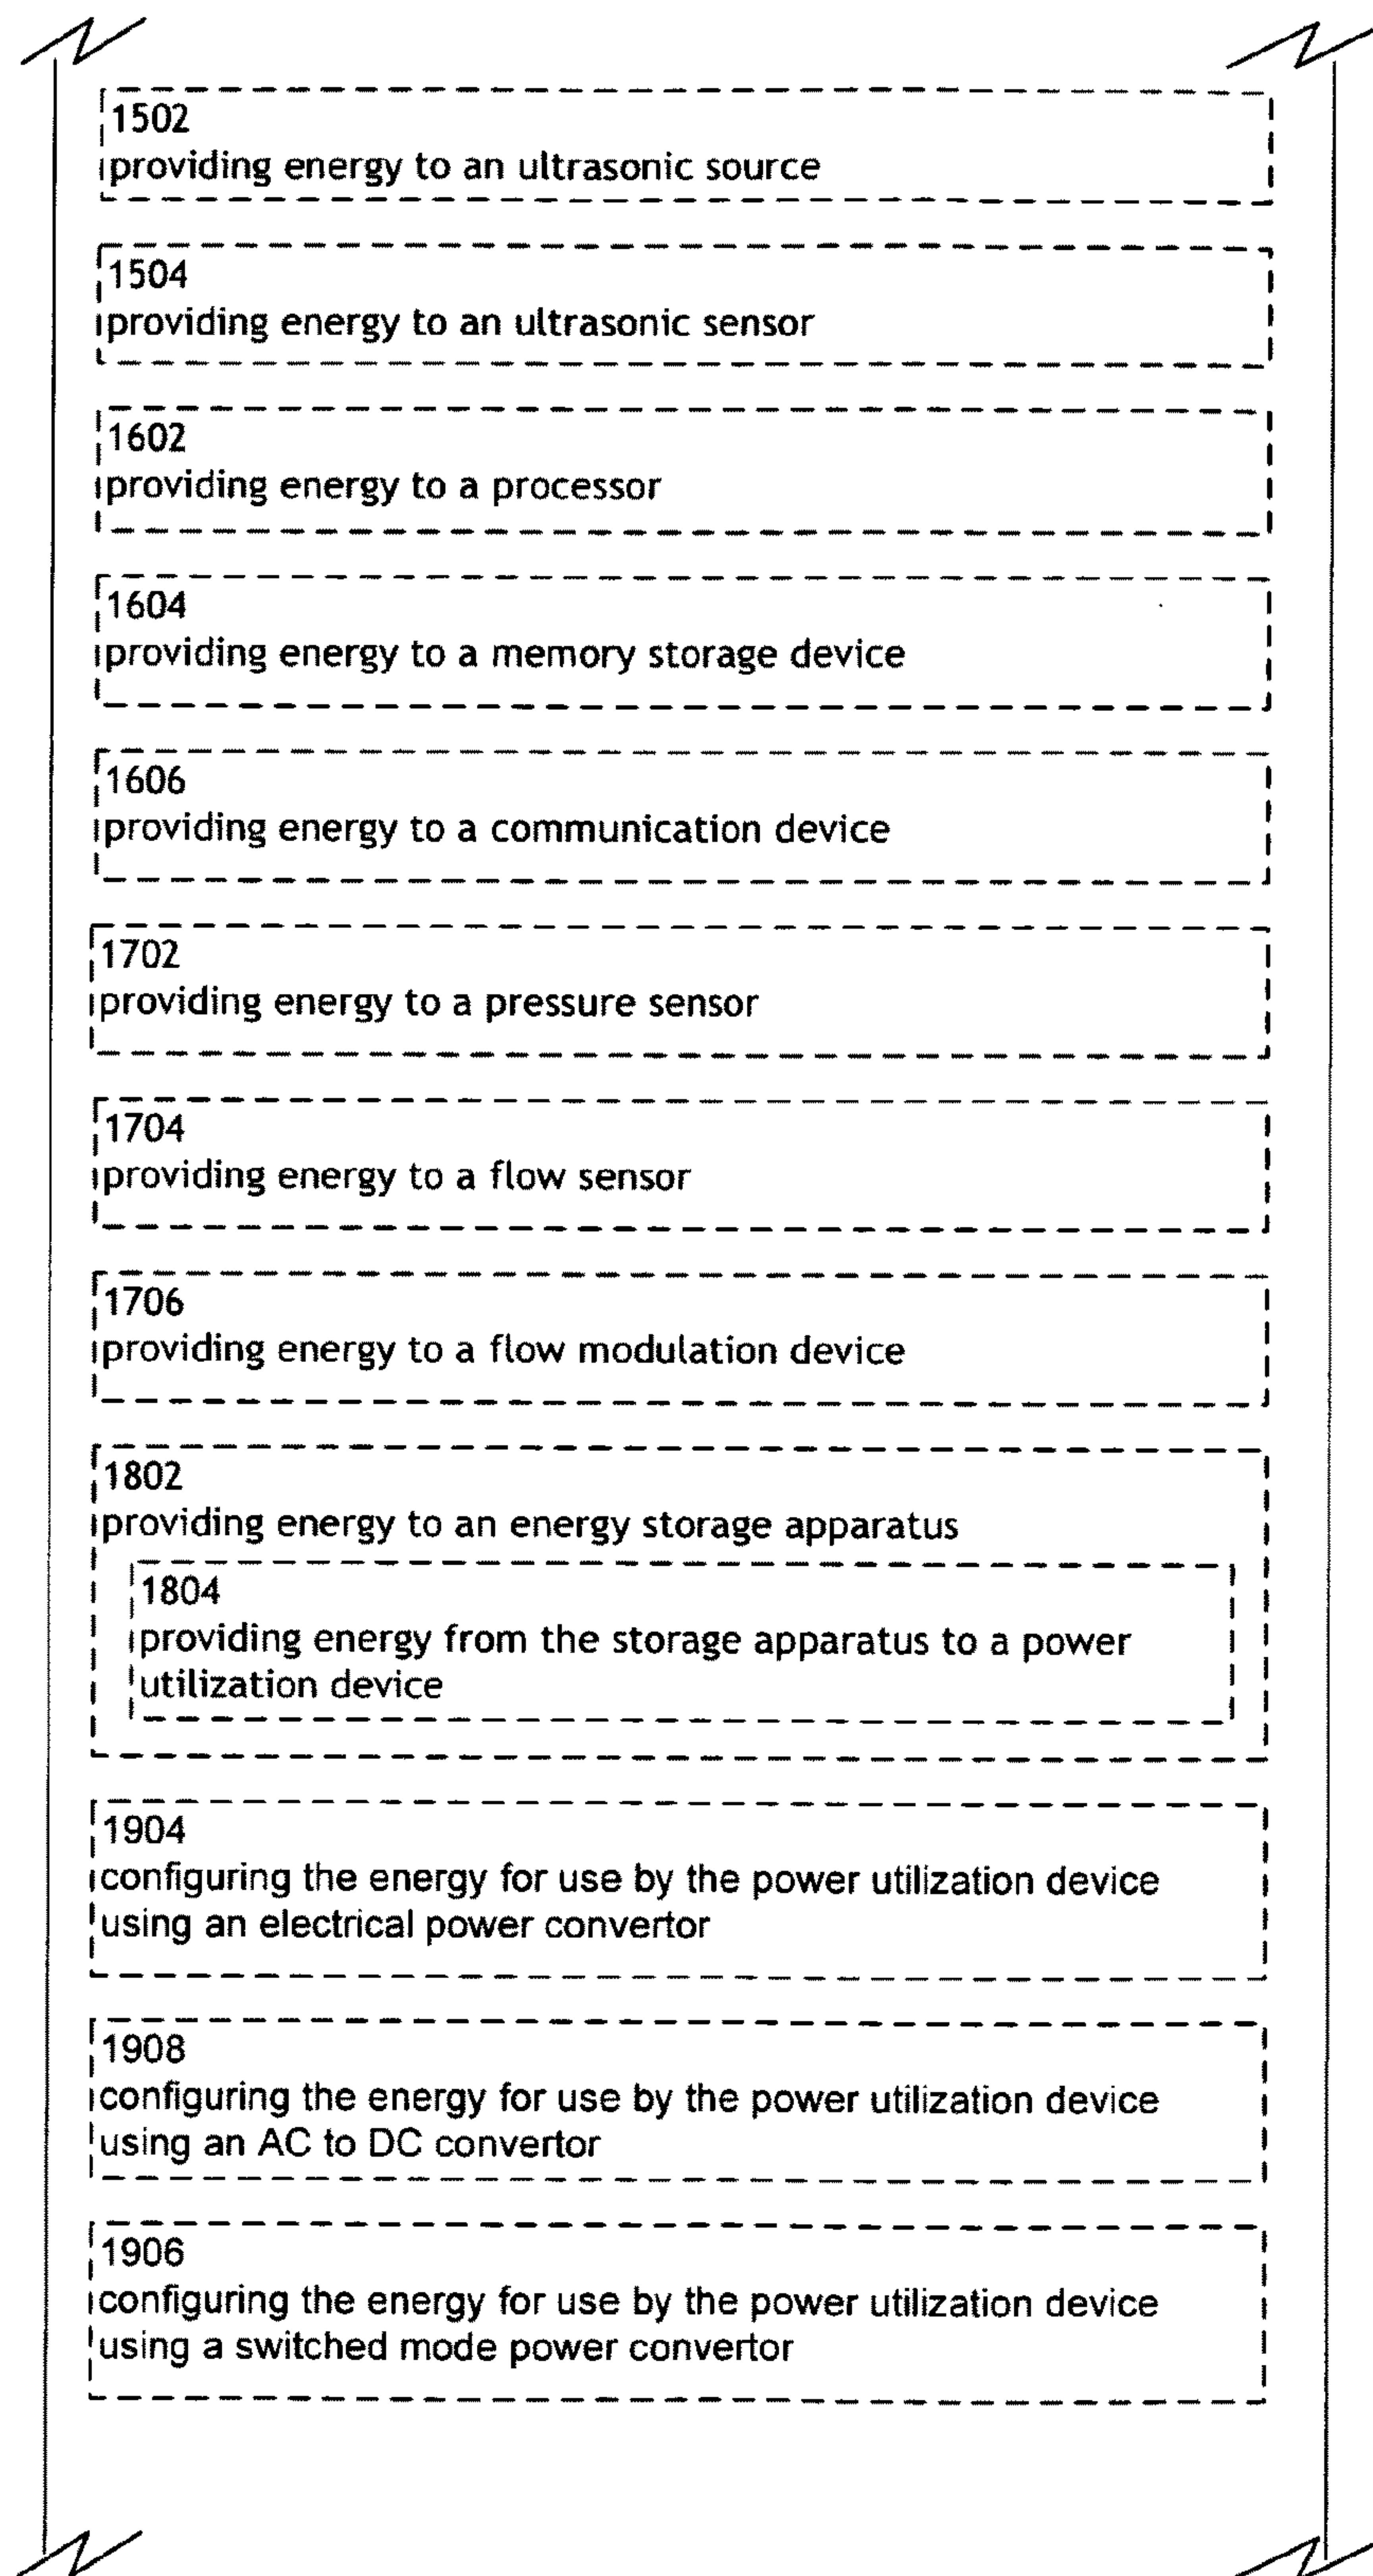 1502
providing energy to an ultrasonic source
1504
providing energy to an ultrasonic sensor
1602
providing energy to a processor
1604
providing energy to a memory storage device
1606
providing energy to a communication device
1702
providing energy to a pressure sensor
1704
providing energy to a flow sensor
1706
providing energy to a flow modulation device
1802
providing energy to an energy storage apparatus
1804
providing energy from the storage apparatus to a power
utilization device
1904
configuring the energy for use by the power utilization device
using an electrical power convertor
1908
configuring the energy for use by the power utilization device
using an AC to DC convertor
1906
configuring the energy for use by the power utilization device
using a switched mode power convertor